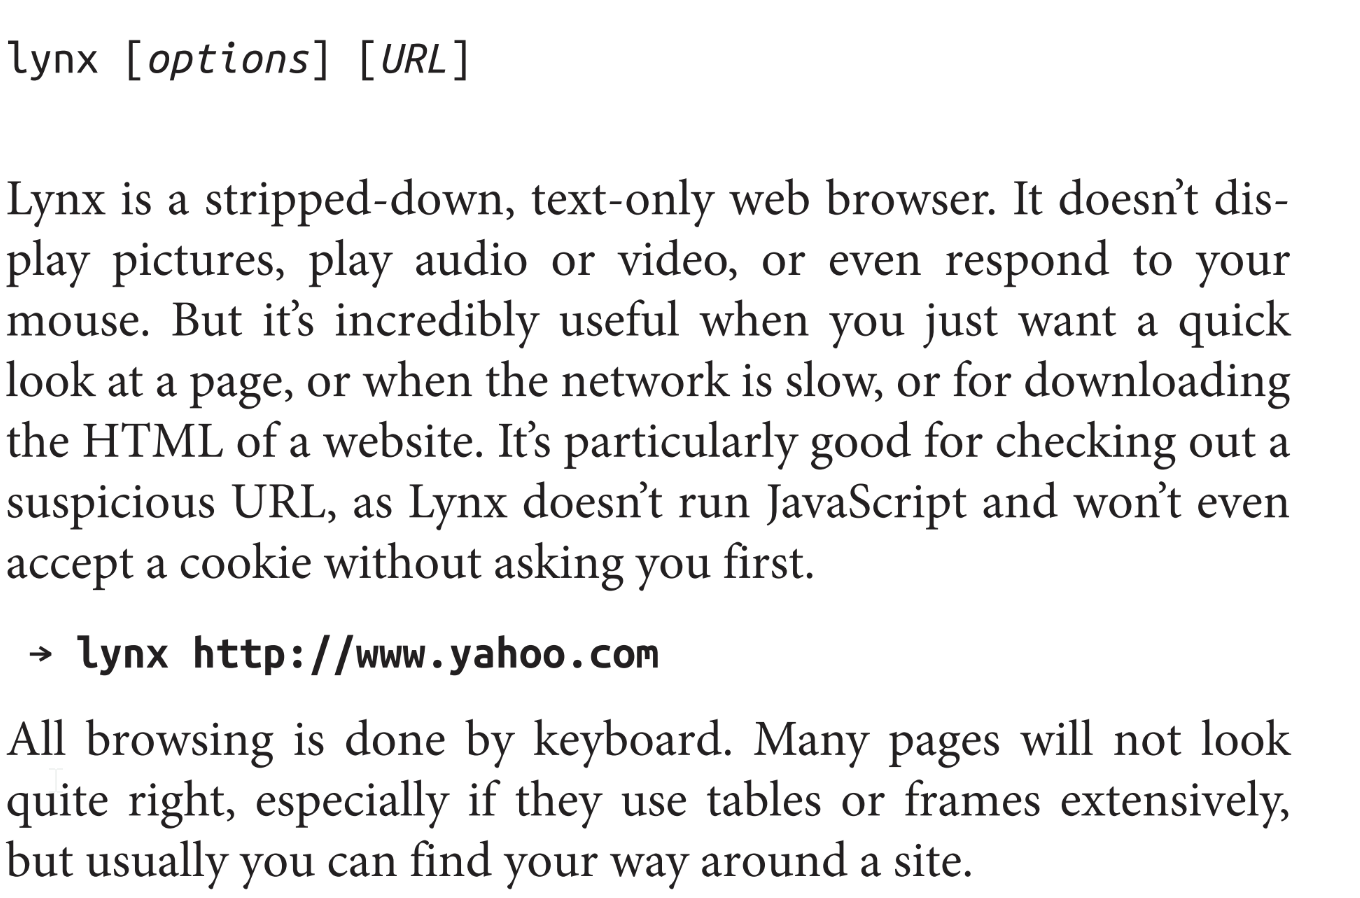 lynx [options] [URL]
Lynx is a stripped-down, text-only web browser. It doesn’t dis-
play pictures, play audio or video, or even respond to your
mouse. But it’s incredibly useful when you just want a quick
look at a page, or when the network is slow, or for downloading
the HTML of a website. It’s particularly good for checking out a
suspicious URL, as Lynx doesn’t run JavaScript and won’t even
accept a cookie without asking you first.
→ lynx http://www.yahoo.com
All browsing is done by keyboard. Many pages will not look
quite right, especially if they use tables or frames extensively,
but usually you can find your way around a site.